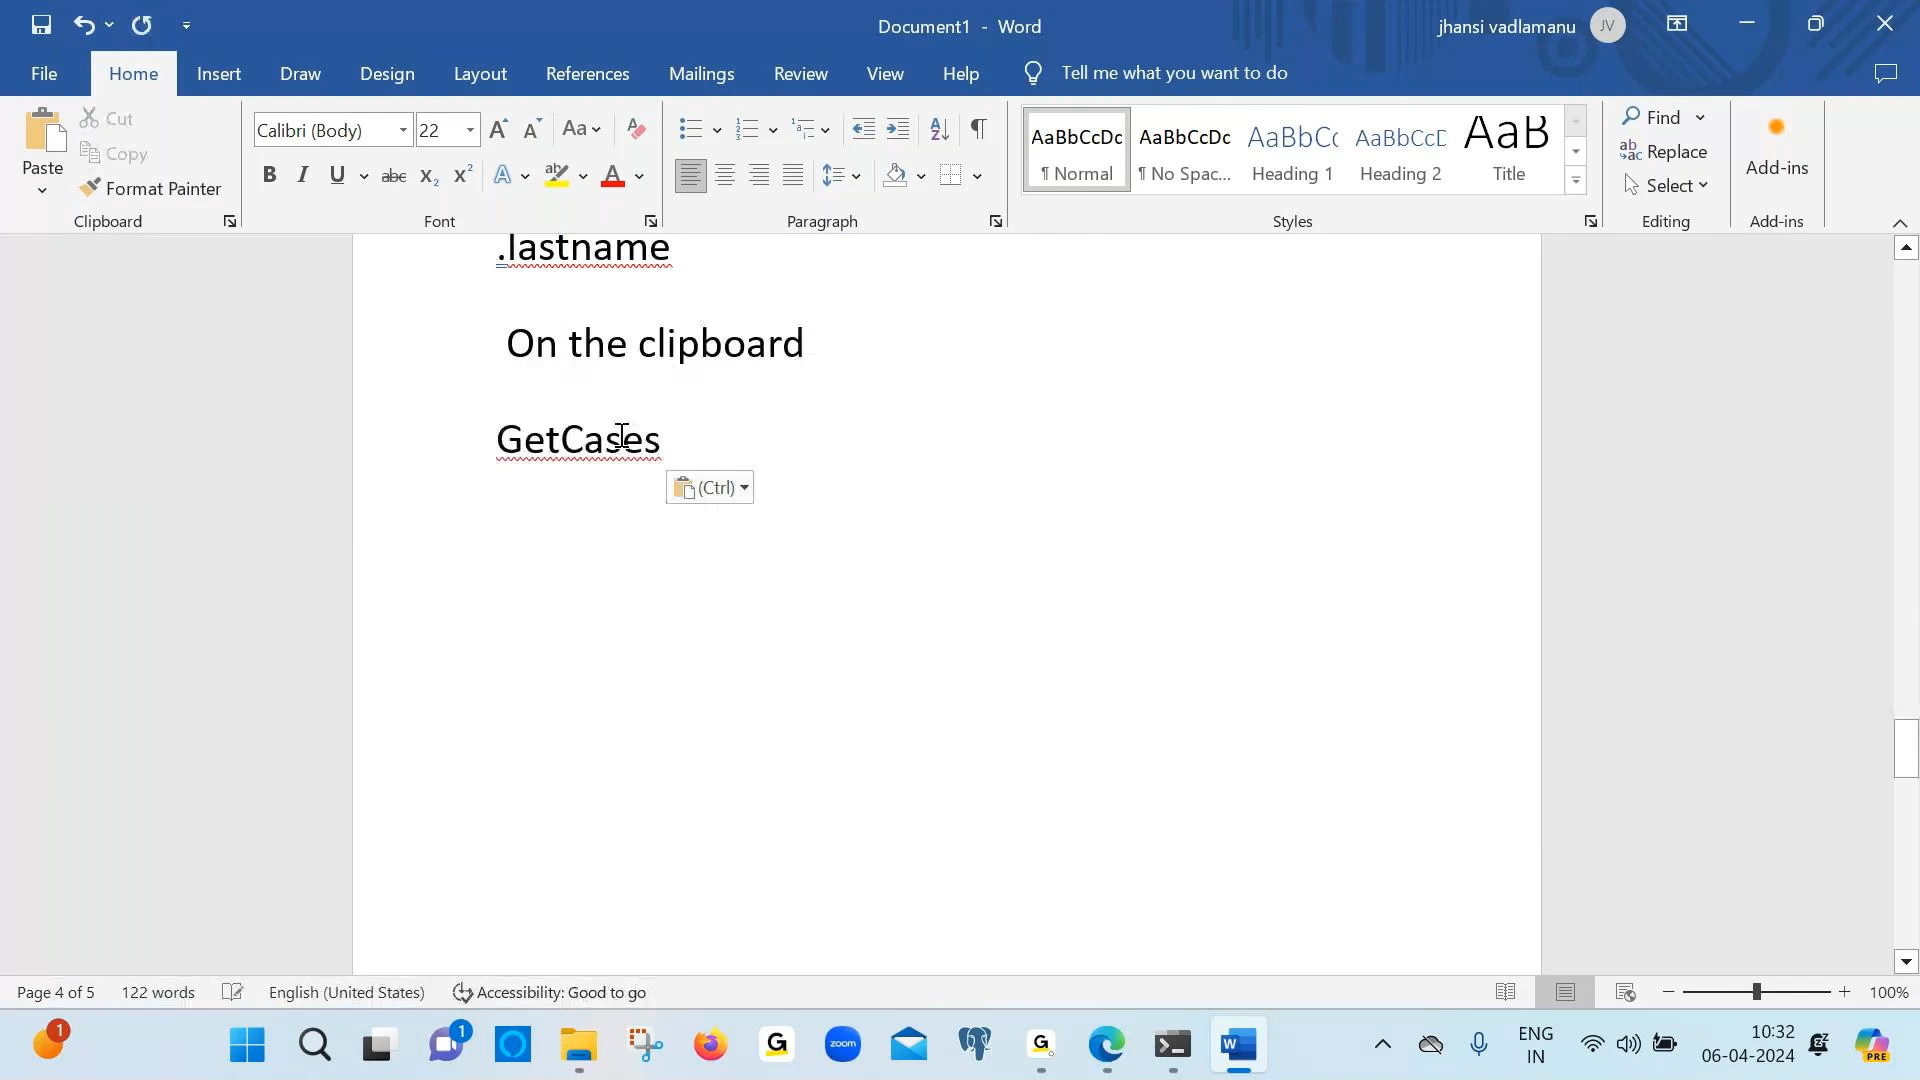 Document1 - Word
jhansi vadlamanu
JV
File Home Insert Draw Design Layout References Mailings Review View Help Tell me what you want to do
Paste
Cut
Copy
Format Painter
Clipboard
Calibri (Body) 22
Font
Paragraph
AaBbCcDc
¶ Normal
AaBbCcDc
¶ No Spac...
AaBbCc
Heading 1
AaBbCcD
Heading 2
AaB
Title
Styles
Find
Replace
Select
Editing
Add-ins
Add-ins
.lastname
On the clipboard
GetCases
(Ctrl)
Page 4 of 5 122 words English (United States) Accessibility: Good to go 100%
1
1
zoom
ENG
IN
10:32
06-04-2024
PRE